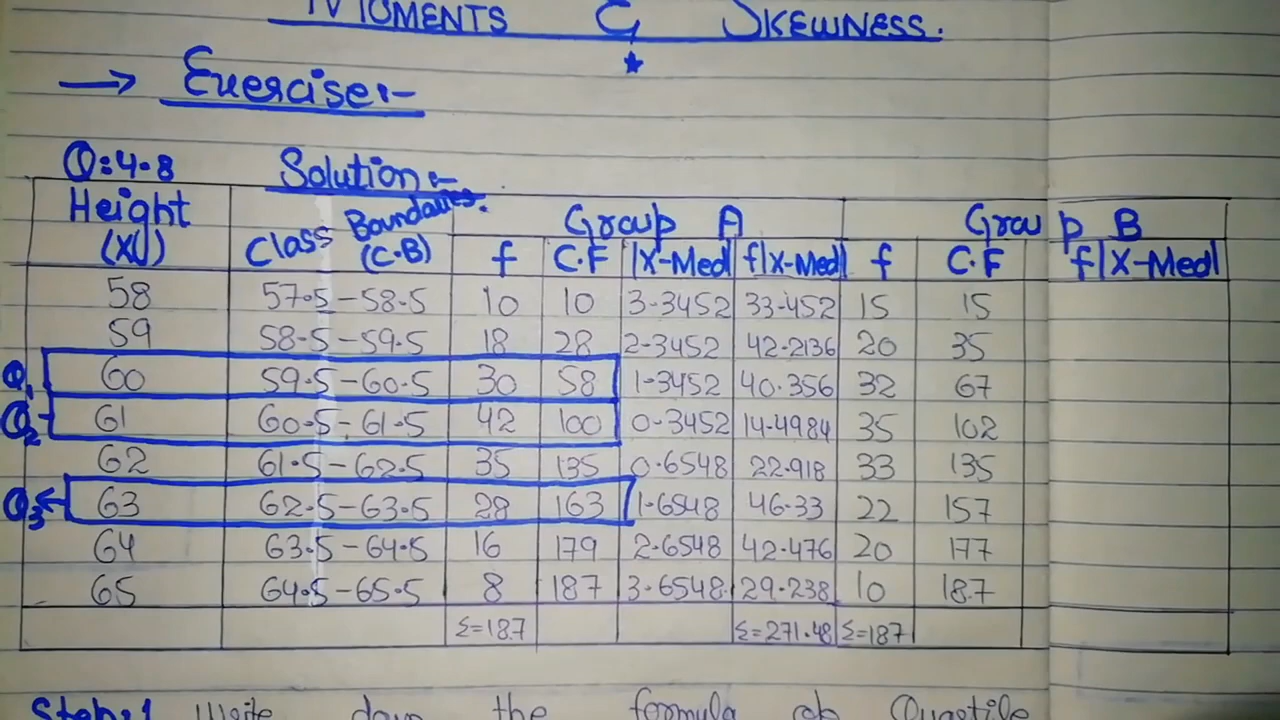 MOMENTS & SKEWNESS.
→ Exercise:-
Q:4.8 Solution:-
Height (X) Class Boundaries (C.B) Group A Group B
f C.F |X-Med| f|X-Med| f C.F f|X-Med|
58 57.5-58.5 10 10 3.3452 33.452 15 15
59 58.5-59.5 18 28 2.3452 42.2136 20 35
Q1 60 59.5-60.5 30 58 1.3452 40.356 32 67
Q2 61 60.5-61.5 42 100 0.3452 14.4984 35 102
62 61.5-62.5 35 135 0.6548 22.918 33 135
Q3 63 62.5-63.5 28 163 1.6548 46.33 22 157
64 63.5-64.5 16 179 2.6548 42.476 20 177
65 64.5-65.5 8 187 3.6548 29.238 10 187
Σ=187 Σ=271.48 Σ=187
Step:1 Write down the formula of Quartile